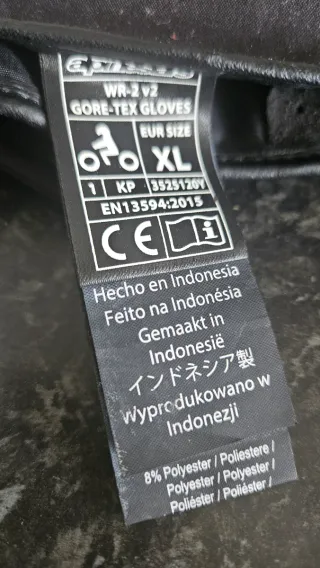 WR-2 v2
GORE-TEX GLOVES
EUR SIZE
XL
1 KP 3525120Y
EN13594:2015
CE i
Hecho en Indonesia
Feito na Indonésia
Gemaakt in
Indonesië
インドネシア製
Wyprodukowano w
Indonezji
8% Polyester / Poliestere /
Polyester / Polyester /
Poliéster / Poliéster /